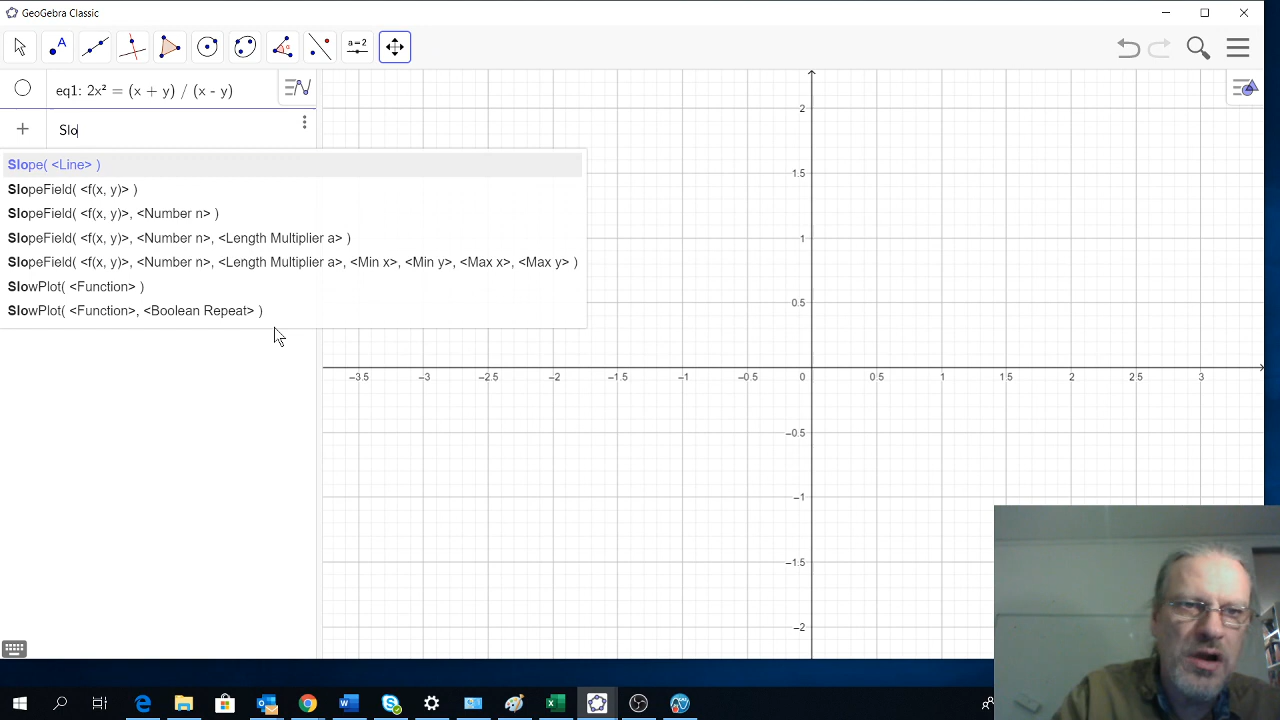 GeoGebra Classic
a=2
eq1: 2x² = (x + y) / (x - y)
Slo
Slope( <Line> )
SlopeField( <f(x, y)> )
SlopeField( <f(x, y)>, <Number n> )
SlopeField( <f(x, y)>, <Number n>, <Length Multiplier a> )
SlopeField( <f(x, y)>, <Number n>, <Length Multiplier a>, <Min x>, <Min y>, <Max x>, <Max y> )
SlowPlot( <Function> )
SlowPlot( <Function>, <Boolean Repeat> )
2
1.5
1
0.5
–3.5 –3 –2.5 –2 –1.5 –1 –0.5 0 0.5 1 1.5 2 2.5 3
–0.5
–1
–1.5
–2